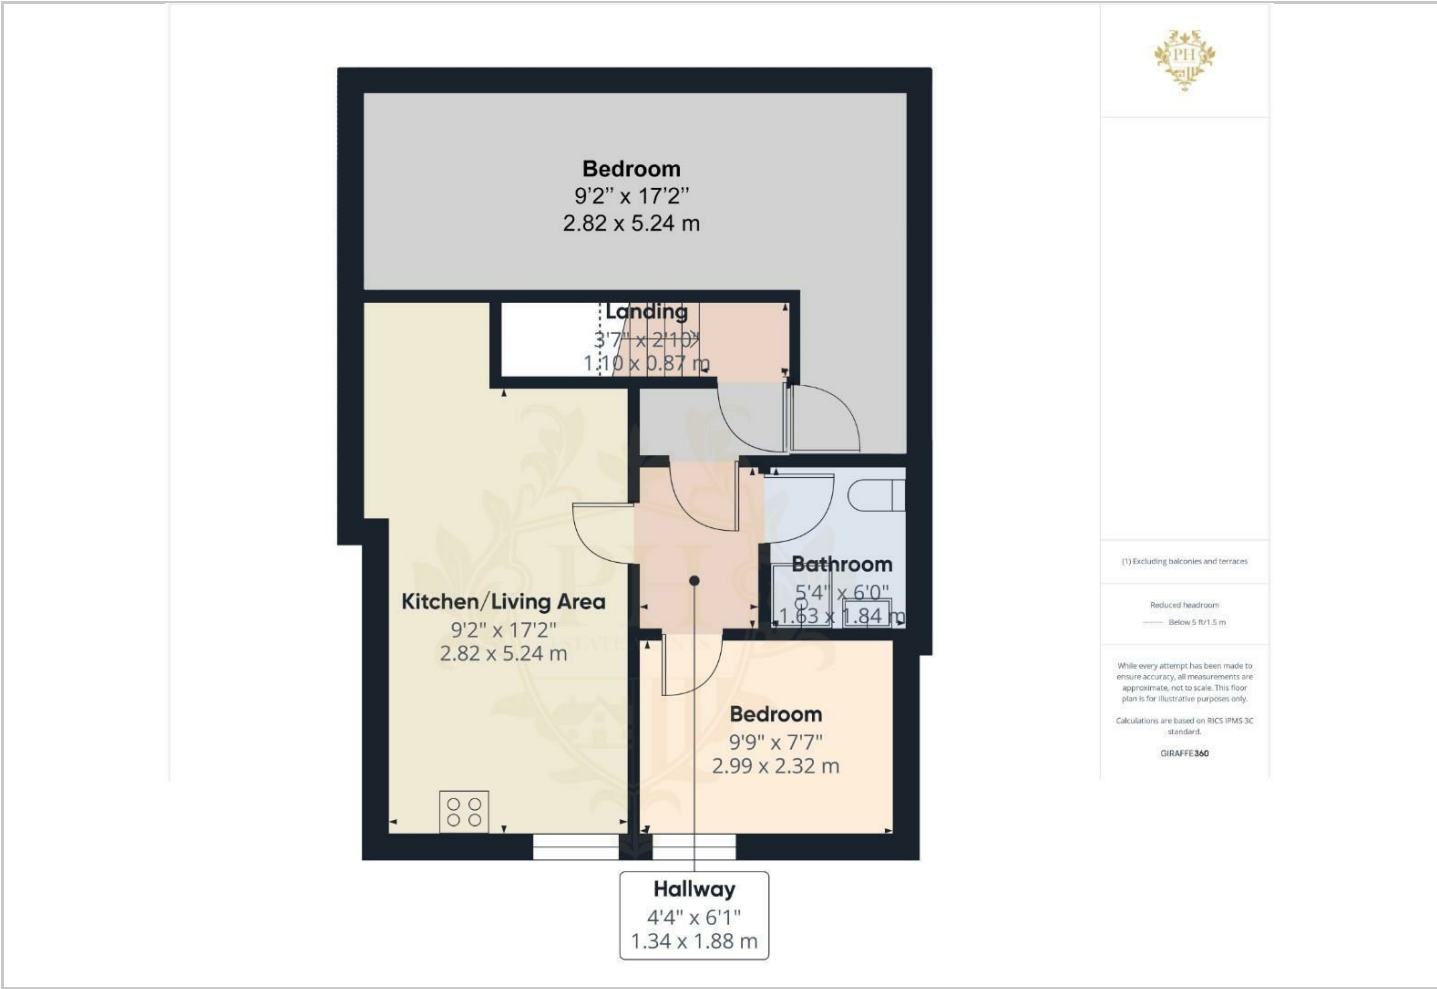 PH
Bedroom
9’2’’ x 17’2’’
2.82 x 5.24 m
Landing
3'7" x 2'10"
1.10 x 0.87 m
Bathroom
5'4" x 6'0"
1.63 x 1.84 m
Kitchen/Living Area
9'2" x 17'2"
2.82 x 5.24 m
Bedroom
9'9" x 7'7"
2.99 x 2.32 m
Hallway
4'4" x 6'1"
1.34 x 1.88 m
PH
(1) Excluding balconies and terraces
Reduced headroom
Below 5 ft/1.5 m
While every attempt has been made to
ensure accuracy, all measurements are
approximate, not to scale. This floor
plan is for illustrative purposes only.
Calculations are based on RICS IPMS 3C
standard.
GIRAFFE360